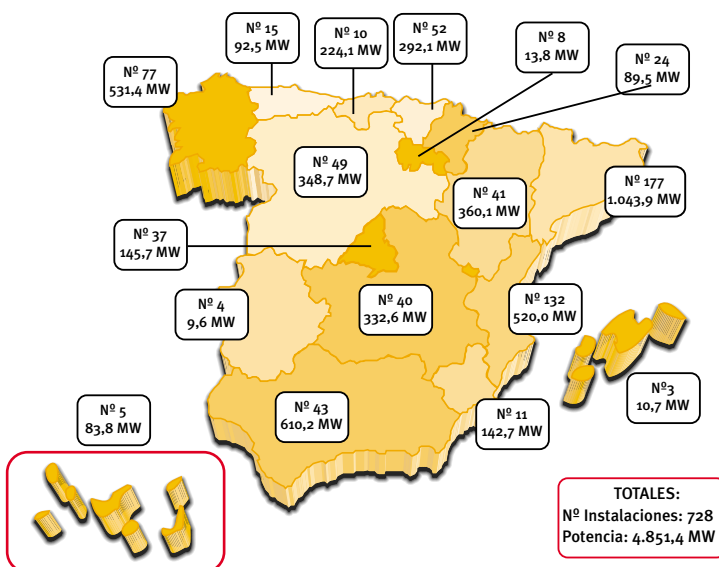 Nº 15
92,5 MW
Nº 10
224,1 MW
Nº 52
292,1 MW
Nº 8
13,8 MW
Nº 24
89,5 MW
Nº 77
531,4 MW
Nº 49
348,7 MW
Nº 41
360,1 MW
Nº 177
1.043,9 MW
Nº 37
145,7 MW
Nº 4
9,6 MW
Nº 40
332,6 MW
Nº 132
520,0 MW
Nº3
10,7 MW
Nº 5
83,8 MW
Nº 43
610,2 MW
Nº 11
142,7 MW
TOTALES:
Nº Instalaciones: 728
Potencia: 4.851,4 MW